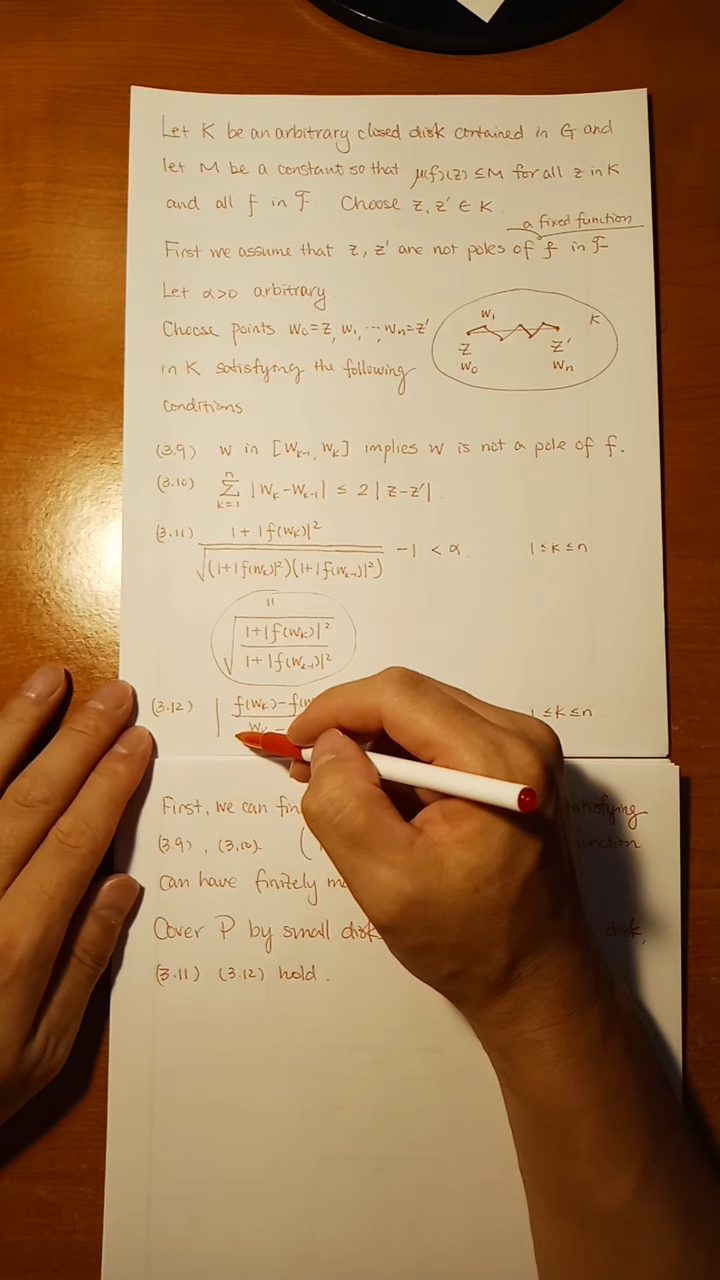 Let K be an arbitrary closed disk contained in G and
let M be a constant so that μ(f)(z) ≤ M for all z in K
and all f in ℱ Choose z, z' ∈ K.
a fixed function
First we assume that z, z' are not poles of f in ℱ
Let α>0 arbitrary.
Choose points w₀=z, w₁, ..., wₙ=z'
in K satisfying the following
conditions
w₁ K
z z'
w₀ wₙ
(3.9) w in [wₖ₋₁, wₖ] implies w is not a pole of f.
(3.10) ∑ₖ₌₁ⁿ |wₖ-wₖ₋₁| ≤ 2|z-z'|.
(3.11) (1+|f(wₖ)|²)/√((1+|f(wₖ)|²)(1+|f(wₖ₋₁)|²)) -1 < α 1≤k≤n
॥
√((1+|f(wₖ)|²)/(1+|f(wₖ₋₁)|²))
(3.12) | f(wₖ)-f(w 1≤k≤n
First, we can satisfying
(3.9), (3.10). ( function
can have finitely
Cover P by small disk,
(3.11) (3.12) hold.